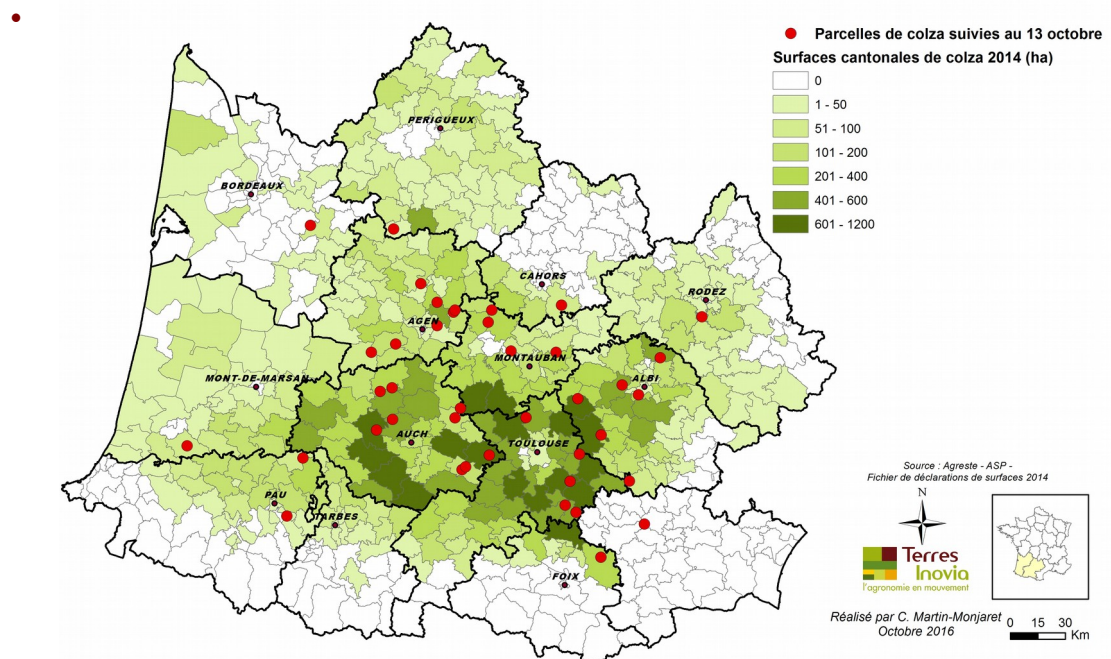 Parcelles de colza suivies au 13 octobre
Surfaces cantonales de colza 2014 (ha)
0
1 - 50
51 - 100
101 - 200
201 - 400
401 - 600
601 - 1200
PERIGUEUX
BORDEAUX
CAHORS
RODEZ
AGEN
MONTAUBAN
MONT-DE-MARSAN
ALBI
AUCH
TOULOUSE
PAU
TARBES
FOIX
Source : Agreste - ASP -
Fichier de déclarations de surfaces 2014
N
Terres
Inovia
l'agronomie en mouvement
Réalisé par C. Martin-Monjaret
Octobre 2016
0 15 30
Km